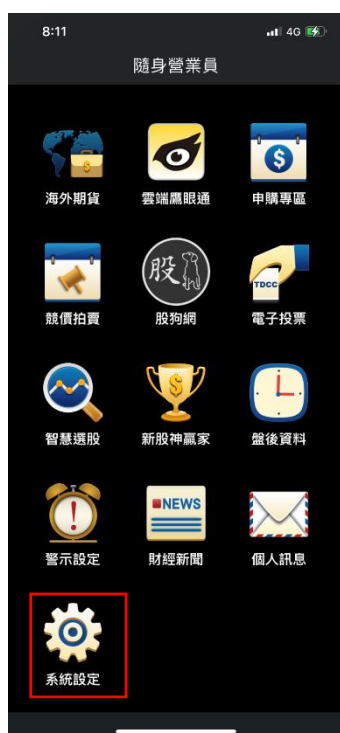 8:11
4G
隨身營業員
$
$
海外期貨
雲端鷹眼通
申購專區
股
TDCC
競價拍賣
股狗網
電子投票
$
智慧選股
新股神贏家
盤後資料
NEWS
警示設定
財經新聞
個人訊息
系統設定